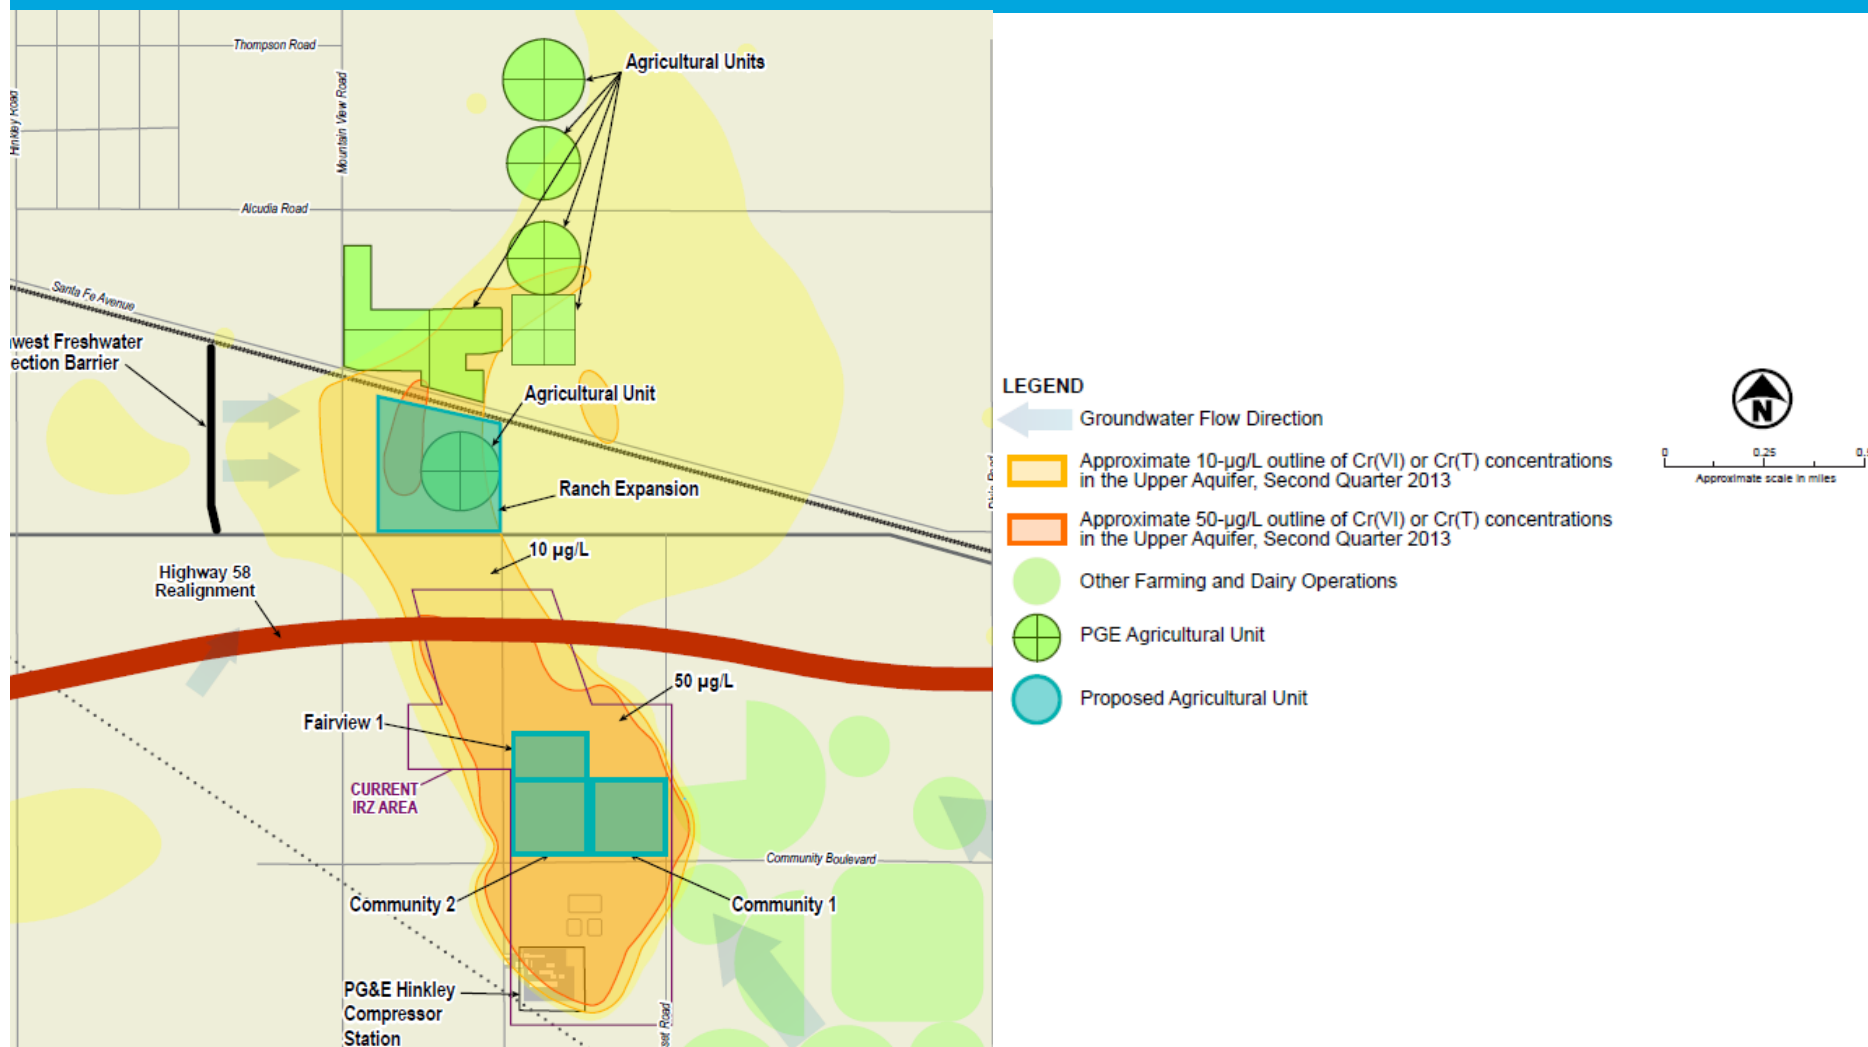 Thompson Road
Agricultural Units
Hinkley Road
Mountain View Road
Alcudia Road
Santa Fe Avenue
west Freshwater
ection Barrier
Agricultural Unit
Ranch Expansion
10 µg/L
Highway 58
Realignment
50 µg/L
Fairview 1
CURRENT
IRZ AREA
Community Boulevard
Community 2
Community 1
PG&E Hinkley
Compressor
Station
Road
LEGEND
Groundwater Flow Direction
Approximate 10-µg/L outline of Cr(VI) or Cr(T) concentrations
in the Upper Aquifer, Second Quarter 2013
Approximate 50-µg/L outline of Cr(VI) or Cr(T) concentrations
in the Upper Aquifer, Second Quarter 2013
Other Farming and Dairy Operations
PGE Agricultural Unit
Proposed Agricultural Unit
N
0 0.25 0.5
Approximate scale in miles